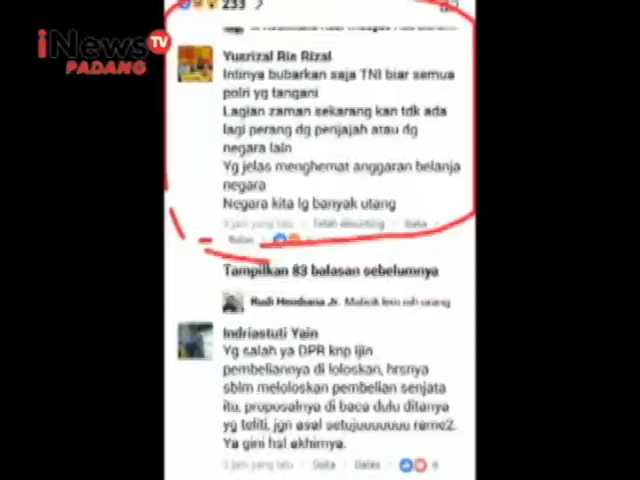 iNews TV
PADANG
233
Yusrizal Rie Rizal
Intinya bubarkan saja TNI biar semua
polri yg tangani
Lagian zaman sekarang kan tdk ada
lagi perang dg penjajah atau dg
negara lain
Yg jelas menghemat anggaran belanja
negara
Negara kita lg banyak utang
3 jam yang lalu · Telah disunting · Suka ·
Balas
Tampilkan 83 balasan sebelumnya
Rudi Hendiana Jr.
Indriastuti Yain
Yg salah ya DPR knp ijin
pembeliannya di loloskan, hrsnya
sblm meloloskan pembelian senjata
itu, proposalnya di baca dulu ditanya
yg teliti, jgn asal setujuuuuuuu rame2.
Ya gini hsl akhirnya.
3 jam yang lalu · Suka · Balas · 6